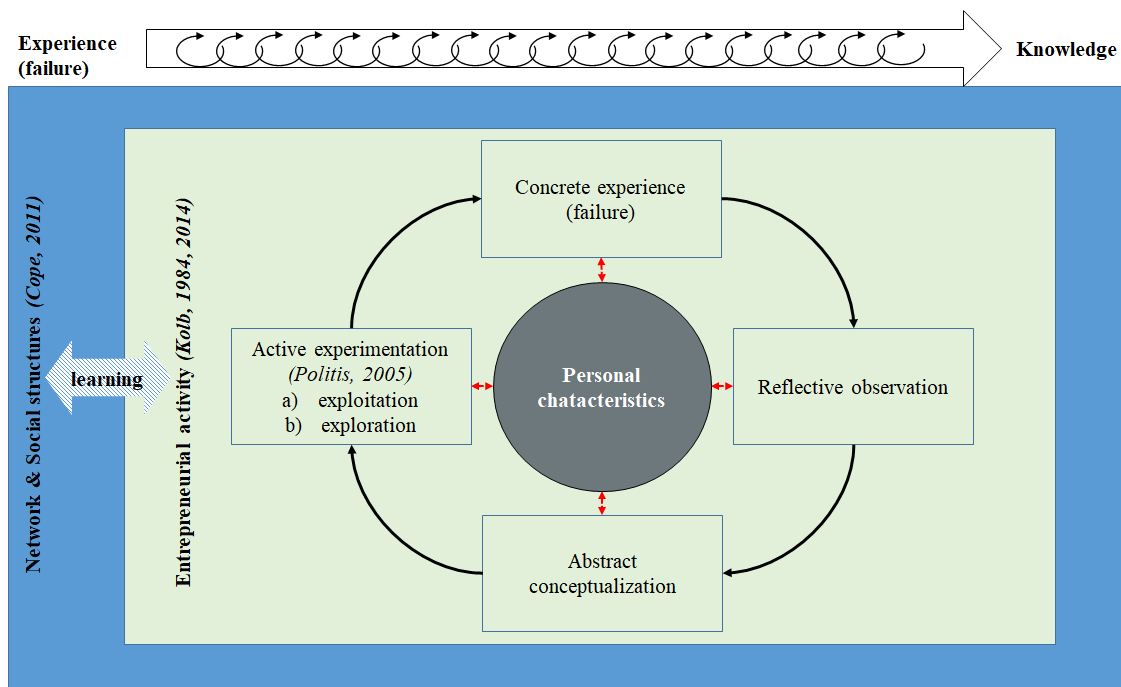 Experience
(failure)
Knowledge
Network & Social structures (Cope, 2011)
learning
Entrepreneurial activity (Kolb, 1984, 2014)
Concrete experience
(failure)
Active experimentation
(Politis, 2005)
a) exploitation
b) exploration
Personal
chatacteristics
Reflective observation
Abstract
conceptualization